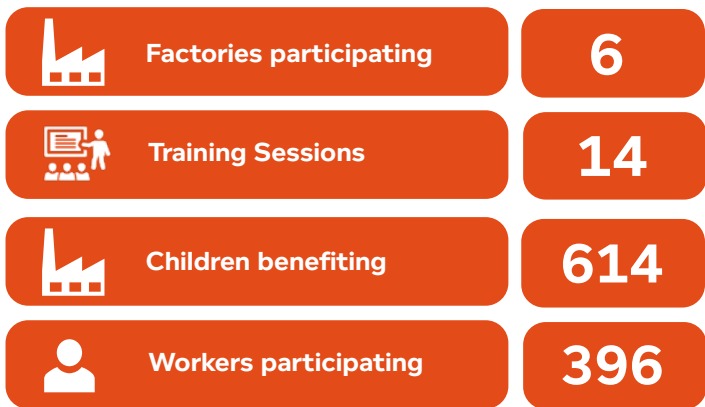 Factories participating 6
Training Sessions 14
Children benefiting 614
Workers participating 396